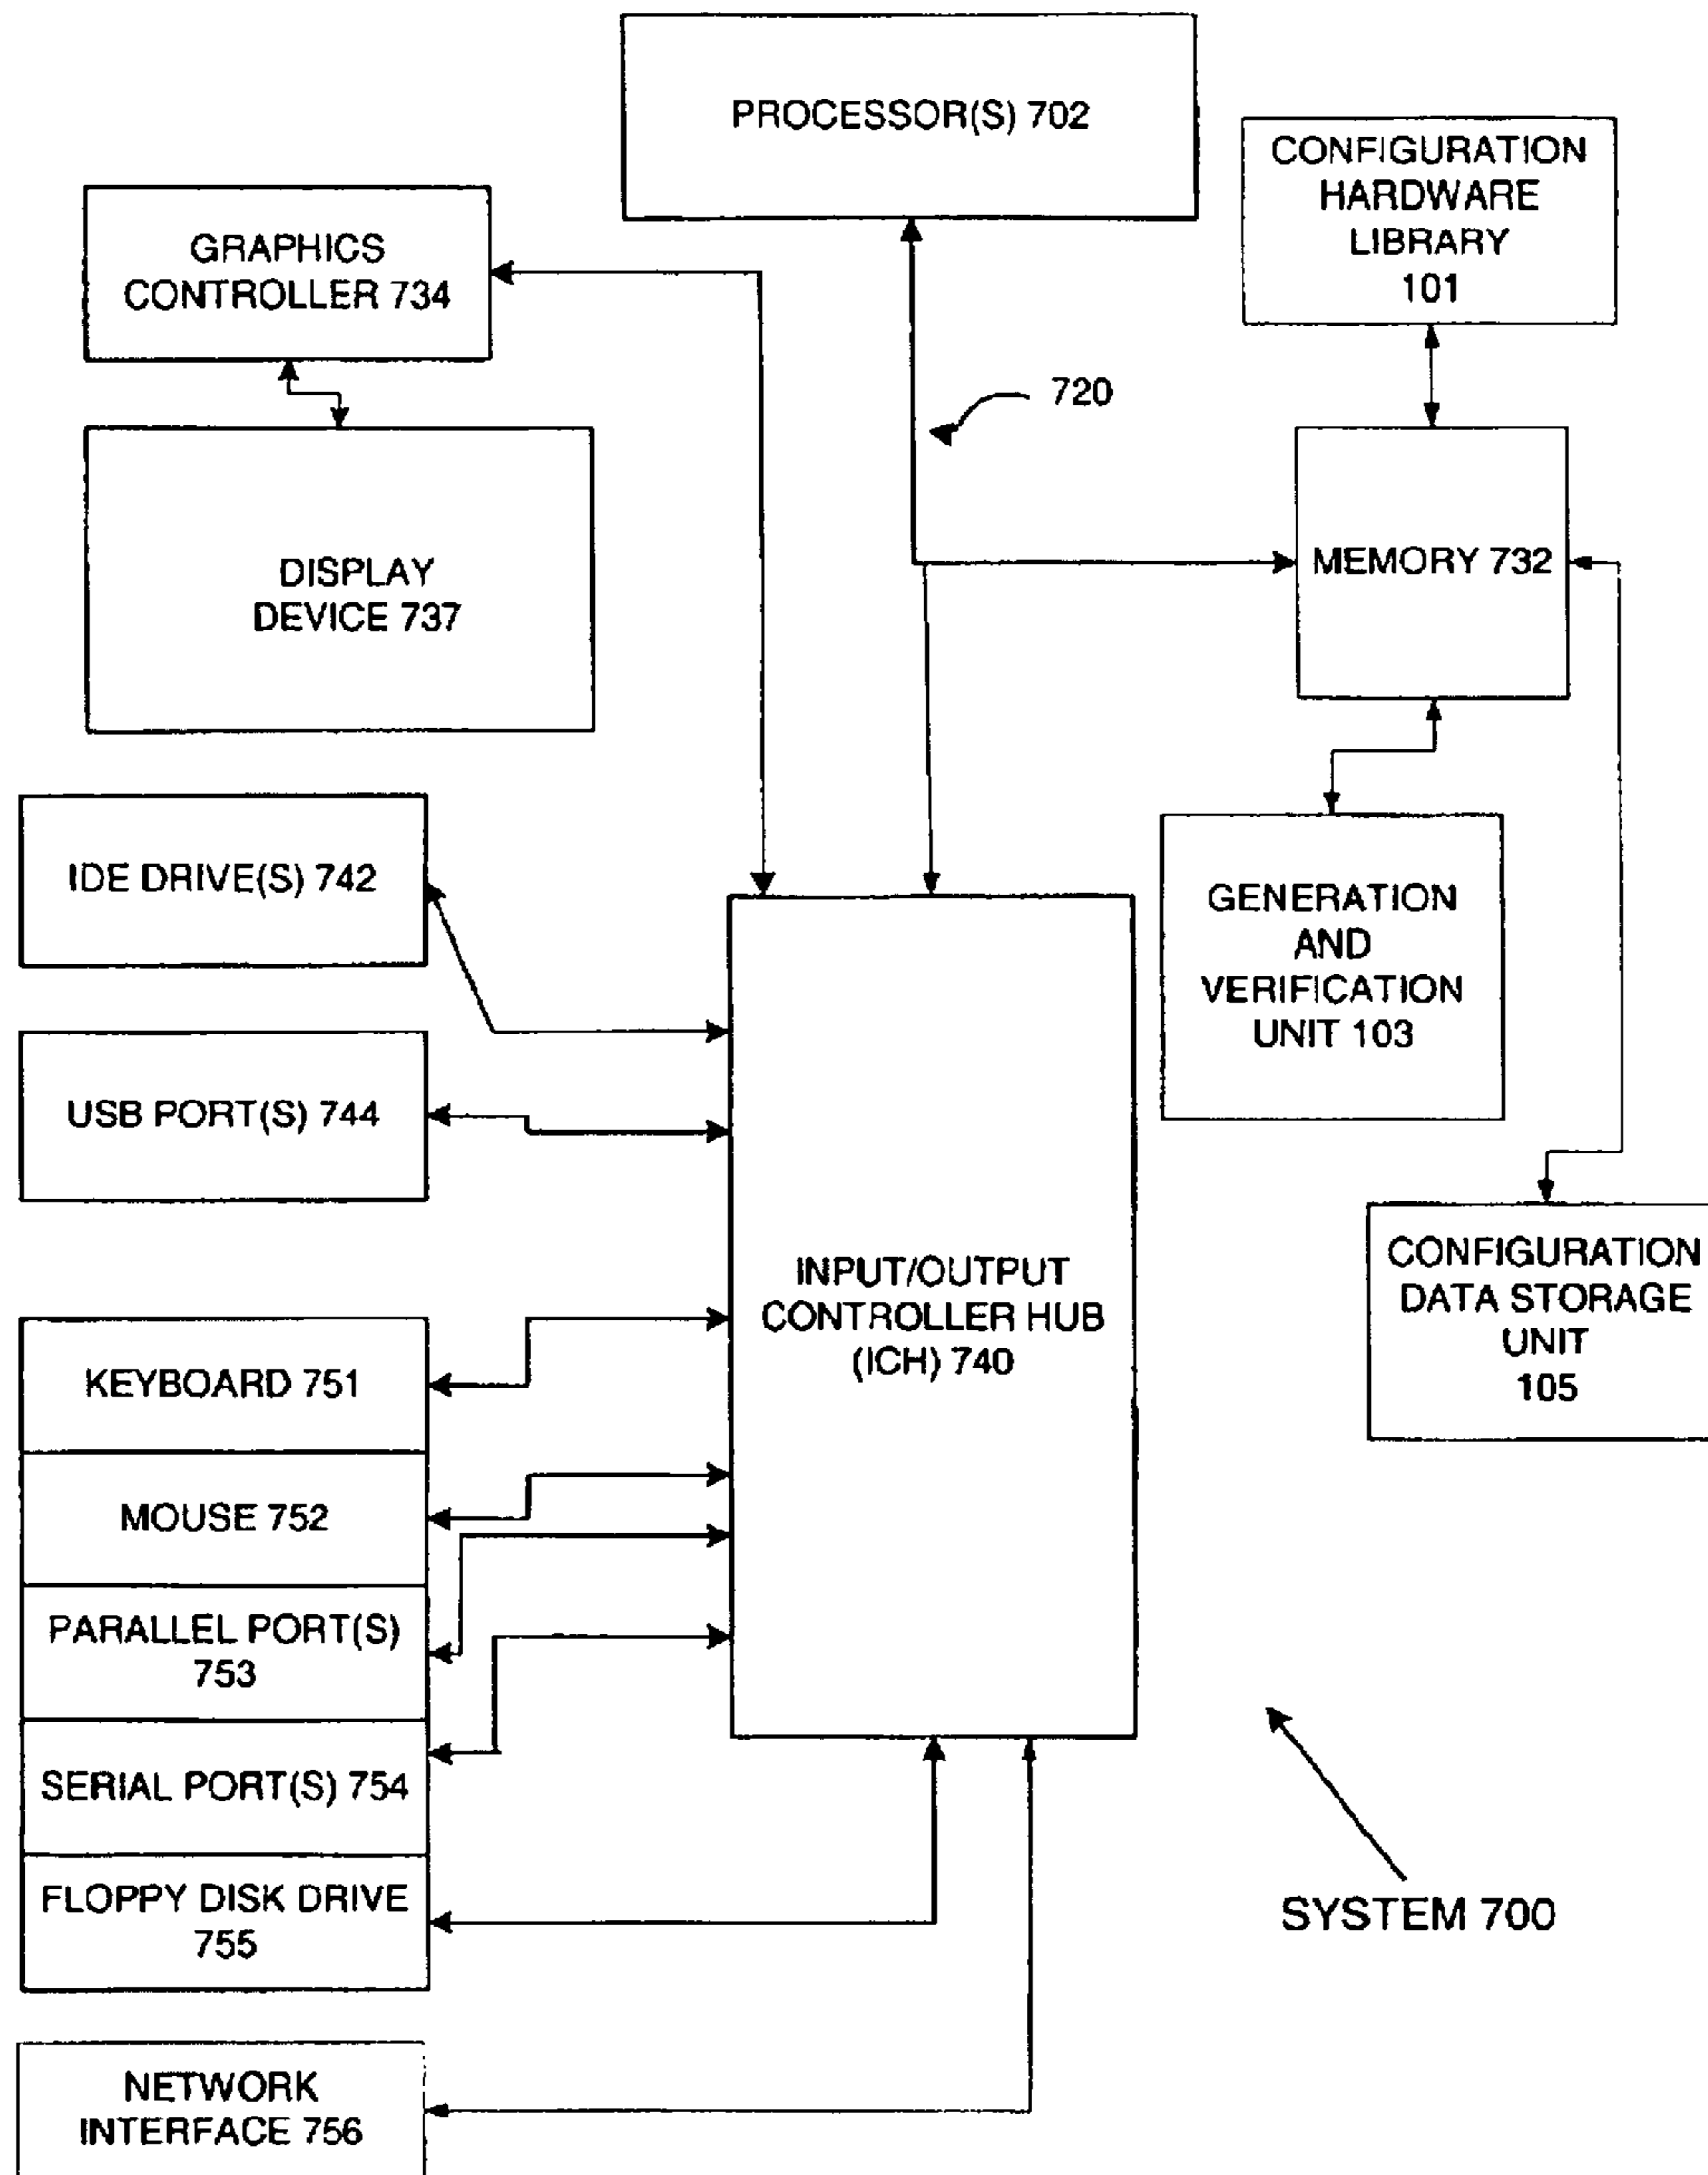 PROCESSOR(S) 702
CONFIGURATION
HARDWARE
LIBRARY
101
GRAPHICS
CONTROLLER 734
720
DISPLAY
DEVICE 737
MEMORY 732
IDE DRIVE(S) 742
GENERATION
AND
VERIFICATION
UNIT 103
USB PORT(S) 744
INPUT/OUTPUT
CONTROLLER HUB
(ICH) 740
CONFIGURATION
DATA STORAGE
UNIT
105
KEYBOARD 751
MOUSE 752
PARALLEL PORT(S)
753
SERIAL PORT(S) 754
FLOPPY DISK DRIVE
755
SYSTEM 700
NETWORK
INTERFACE 756